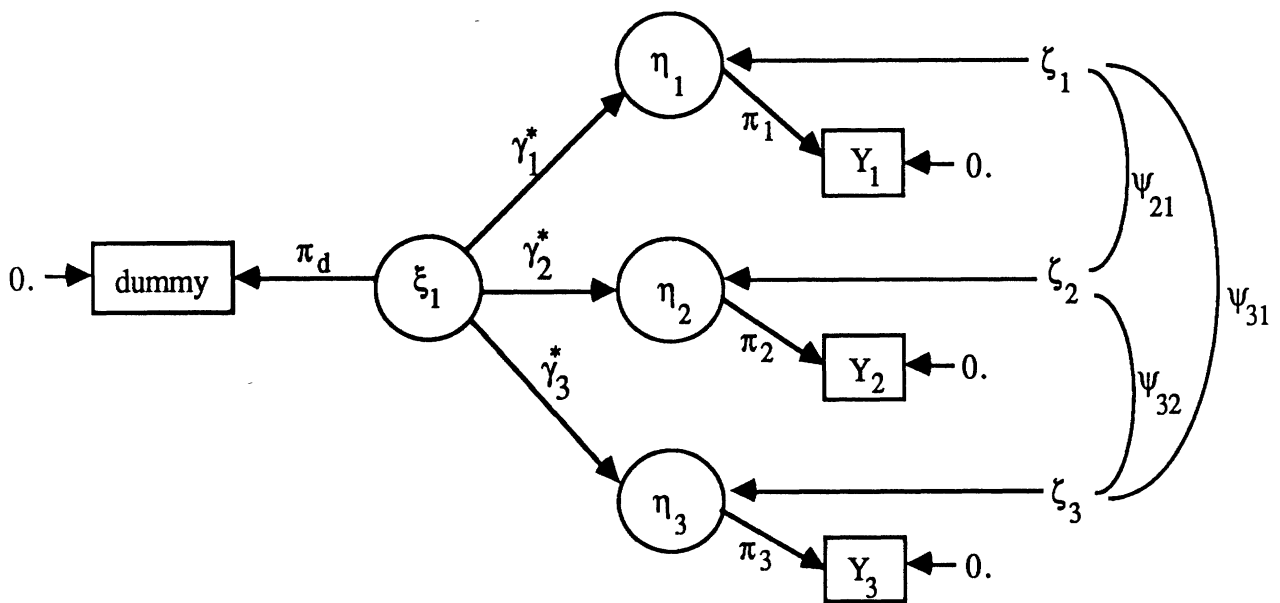 η₁
ζ₁
π₁
γ₁*
Y₁
0.
ψ₂₁
π_d
γ₂*
0.
dummy
ξ₁
η₂
ζ₂
ψ₃₁
π₂
γ₃*
Y₂
0.
ψ₃₂
η₃
ζ₃
π₃
Y₃
0.